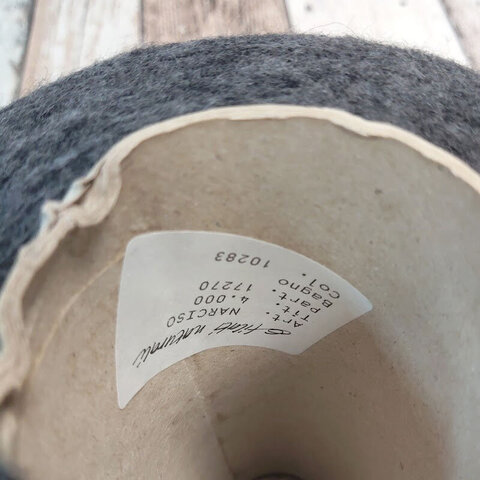 filati naturali
Art. NARCISO
Tit. 4.000
Part.
Bagno 17270
Col. 10283